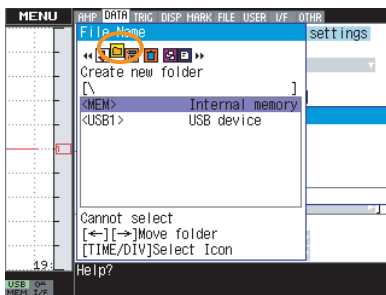 MENU AMP DATA TRIG DISP MARK FILE USER I/F OTHR
File Name
settings
Create new folder
[\ ]
<MEM> Internal memory
<USB1> USB device
Cannot select
[←][→]Move folder
[TIME/DIV]Select Icon
19:
Help?
USB
MEM I/F